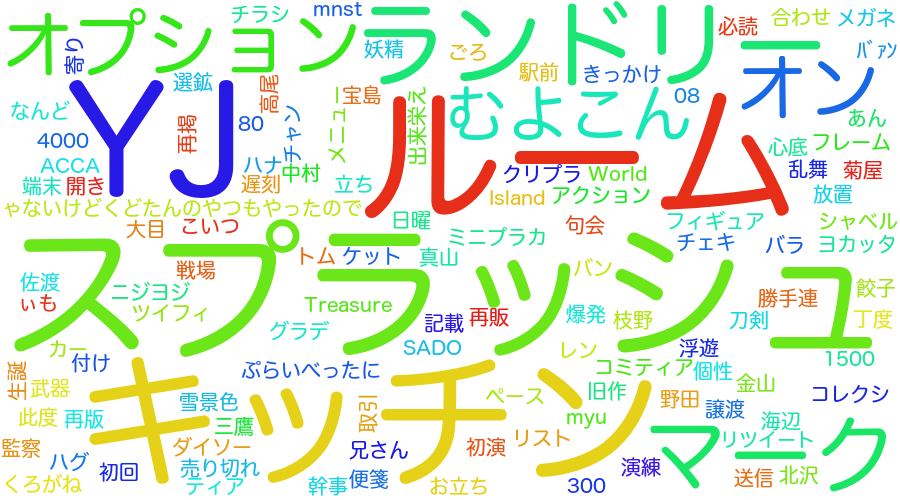 オプション
チラシ
mnst
ランドリー
必読
合わせ
メガネ
寄り
妖精
ごろ
駅前
きっかけ
オン
バァン
選鉱
高尾
メニュー
宝島
出来栄え
むよこん
08
なんど
YJ
ルーム
あん
4000
再掲
80
チャン
心底
フレーム
ACCA
ハナ
中村
クリプラ
World
乱舞
菊屋
端末
開き
遅刻
立ち
Island
アクション
放置
ゃないけどくどたんのやつもやったので
日曜
句会
フィギュア
シャベル
大目
こいつ
ミニプラカ
チェキ
バラ
ヨカッタ
スプラッシュ
戦場
トム
ケット
真山
バン
佐渡
ニジヨジ
Treasure
勝手連
餃子
ぃも
ツイフィ
グラデ
記載
再販
爆発
枝野
刀剣
丁度
カー
付け
SADO
レン
浮遊
1500
生誕
武器
キッチン
ぷらいべったに
コミティア
個性
金山
コレクシ
此度
再版
雪景色
三鷹
取引
ペース
旧作
野田
譲渡
海辺
myu
マーク
監察
ダイソー
兄さん
初演
リスト
リツイート
くろがね
ハグ
初回
売り切れ
ティア
幹事
便箋
お立ち
300
演練
送信
北沢